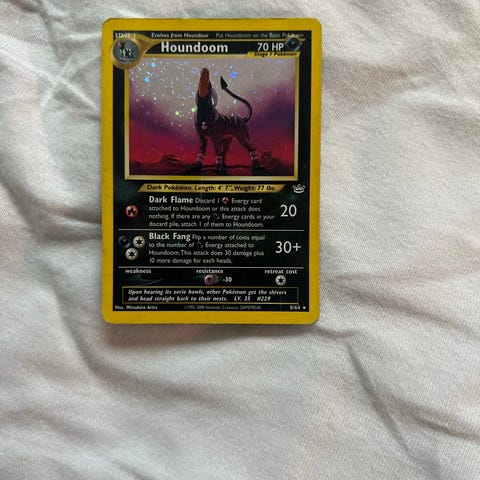 STAGE 1 Evolves from Houndour Put Houndoom on the Basic Pokémon
Houndoom 70 HP
Stage 1 Pokémon
Dark Pokémon. Length: 4' 7", Weight: 77 lbs.
Dark Flame Discard 1 Energy card
attached to Houndoom or this attack does
nothing. If there are any Energy cards in your
discard pile, attach 1 of them to Houndoom.
20
Black Fang Flip a number of coins equal
to the number of Energy attached to
Houndoom. This attack does 30 damage plus
10 more damage for each heads.
30+
weakness resistance retreat cost
-30
Upon hearing its eerie howls, other Pokémon get the shivers
and head straight back to their nests. LV. 35 #229
Illus. Mitsuhiro Arita ©1995, 2000 Nintendo, Creatures, GAMEFREAK. 8/64